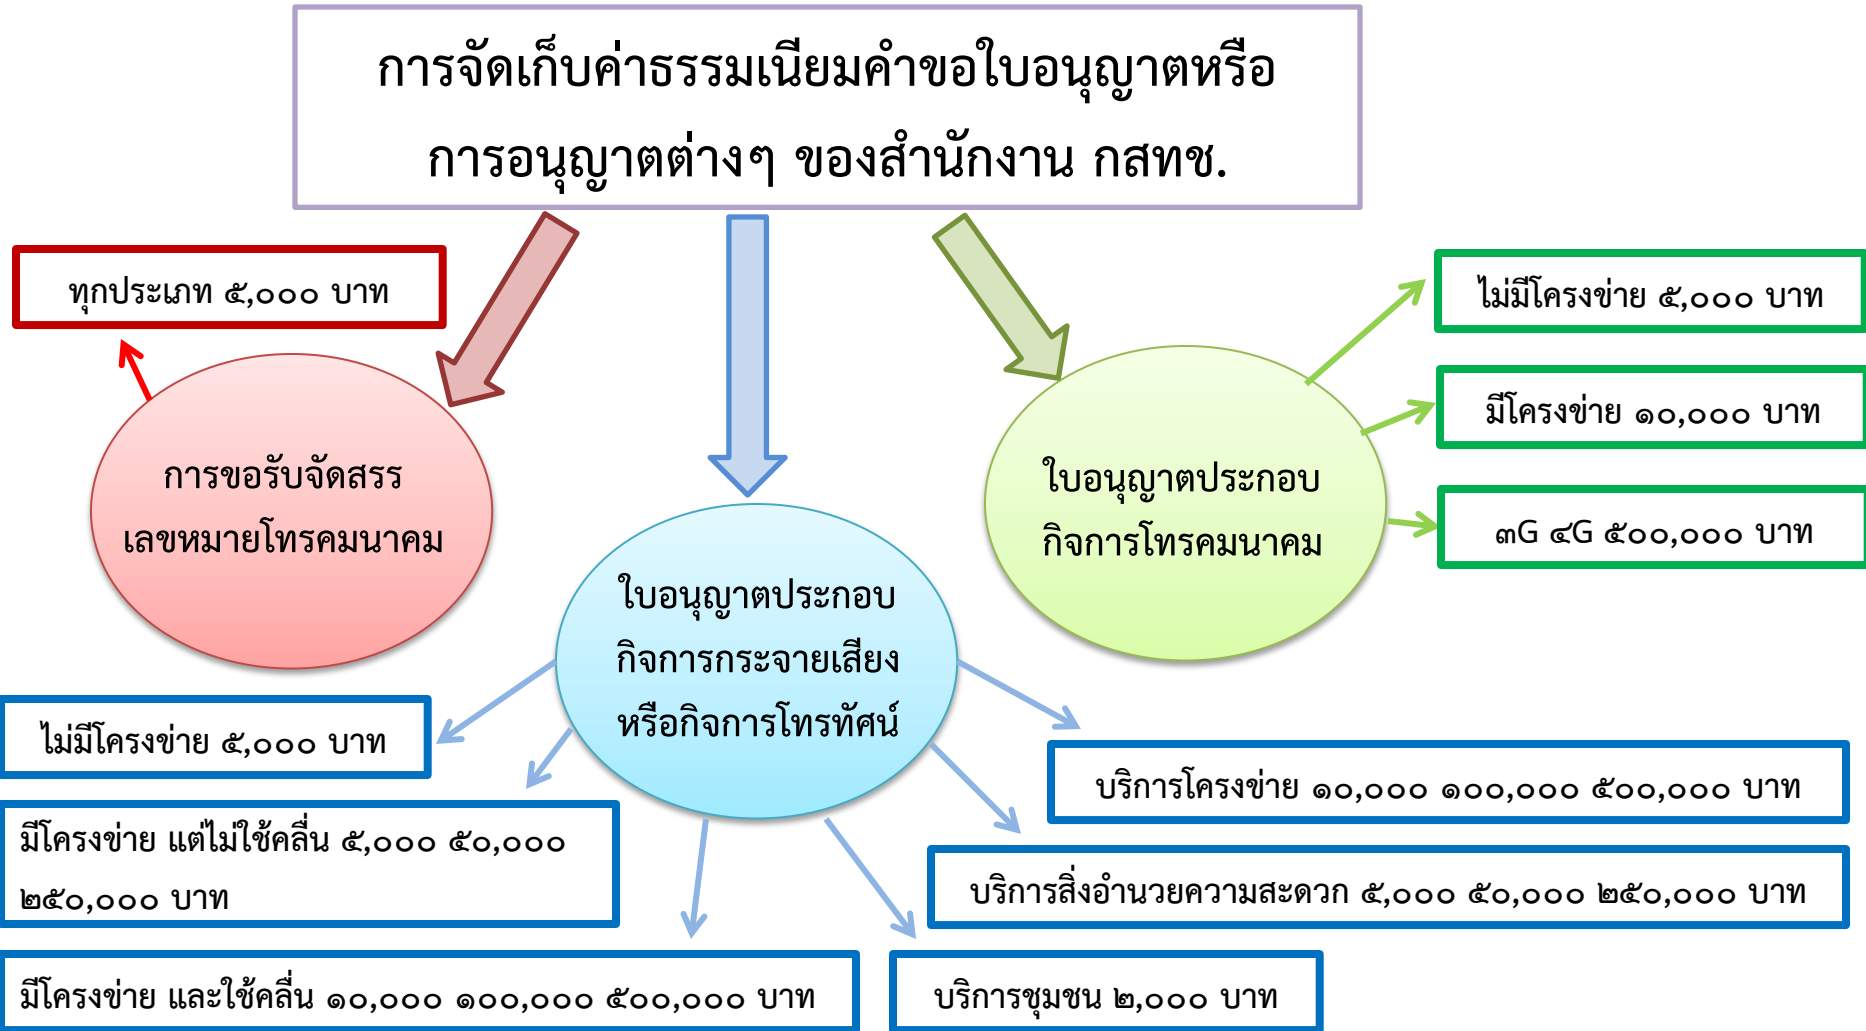 การจัดเก็บค่าธรรมเนียมคำขอใบอนุญาตหรือ
การอนุญาตต่างๆ ของสำนักงาน กสทช.
ทุกประเภท ๕,๐๐๐ บาท
การขอรับจัดสรร
เลขหมายโทรคมนาคม
ใบอนุญาตประกอบ
กิจการโทรคมนาคม
ไม่มีโครงข่าย ๕,๐๐๐ บาท
มีโครงข่าย ๑๐,๐๐๐ บาท
๓G ๔G ๕๐๐,๐๐๐ บาท
ใบอนุญาตประกอบ
กิจการกระจายเสียง
หรือกิจการโทรทัศน์
ไม่มีโครงข่าย ๕,๐๐๐ บาท
มีโครงข่าย แต่ไม่ใช้คลื่น ๕,๐๐๐ ๕๐,๐๐๐
๒๕๐,๐๐๐ บาท
มีโครงข่าย และใช้คลื่น ๑๐,๐๐๐ ๑๐๐,๐๐๐ ๕๐๐,๐๐๐ บาท
บริการโครงข่าย ๑๐,๐๐๐ ๑๐๐,๐๐๐ ๕๐๐,๐๐๐ บาท
บริการสิ่งอำนวยความสะดวก ๕,๐๐๐ ๕๐,๐๐๐ ๒๕๐,๐๐๐ บาท
บริการชุมชน ๒,๐๐๐ บาท